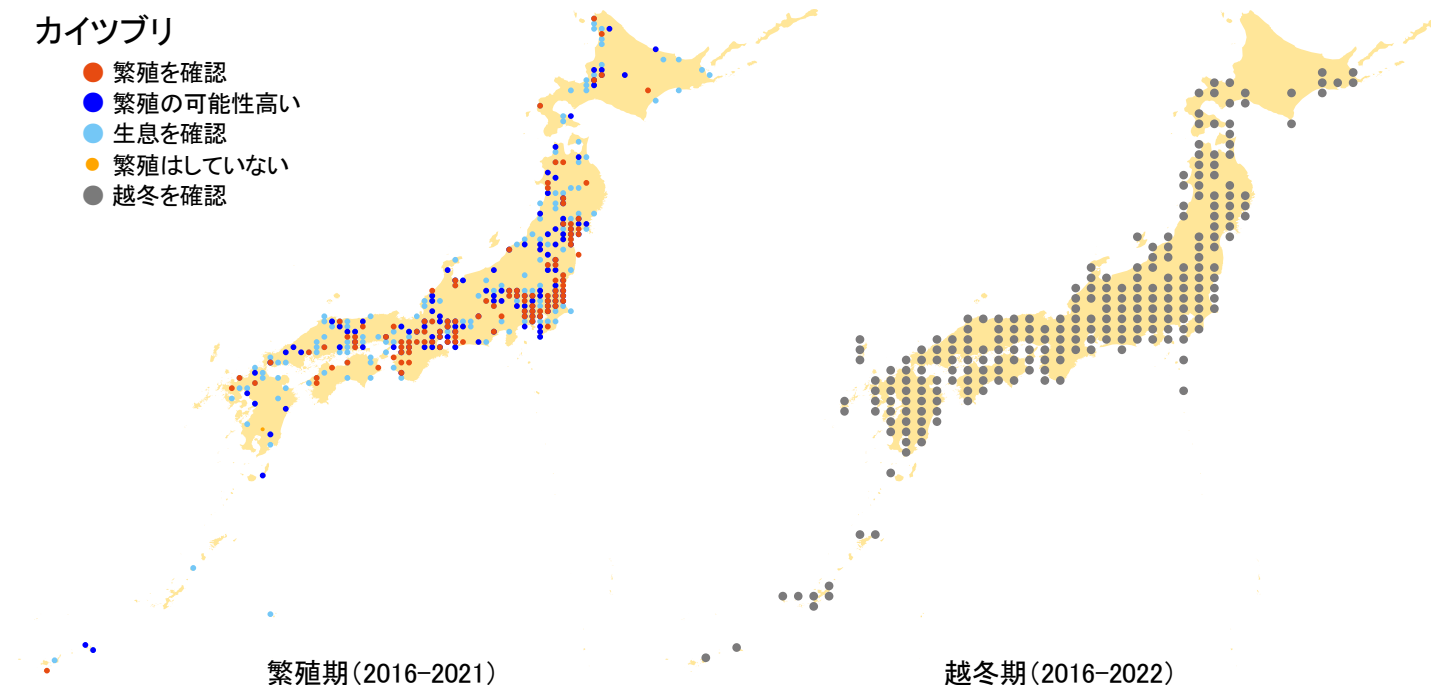 カイツブリ
繁殖を確認
繁殖の可能性高い
生息を確認
繁殖はしていない
越冬を確認
繁殖期(2016-2021)
越冬期(2016-2022)